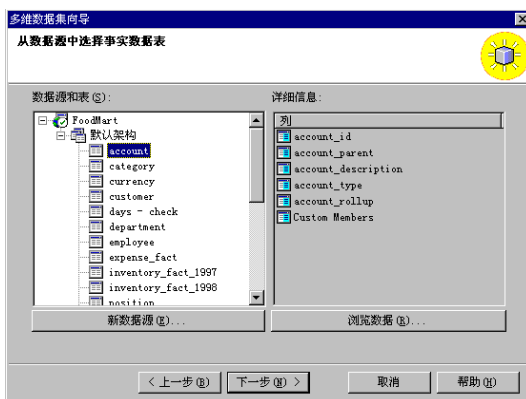 多维数据集向导
从数据源中选择事实数据表
数据源和表(S):
FoodMart
默认架构
account
category
currency
customer
days - check
department
employee
expense_fact
inventory_fact_1997
inventory_fact_1998
position
新数据源(E)...
详细信息:
列
account_id
account_parent
account_description
account_type
account_rollup
Custom Members
浏览数据(R)...
< 上一步(B)
下一步(N) >
取消
帮助(H)